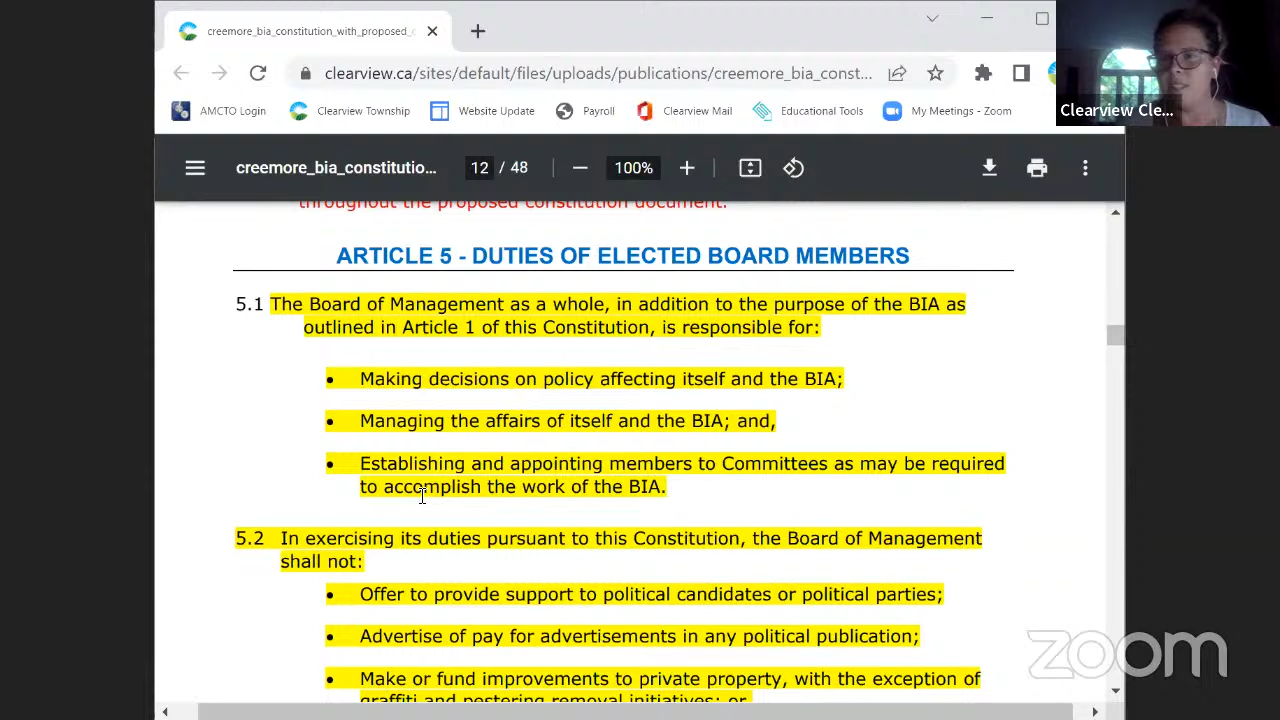 creemore_bia_constitution_with_proposed_
clearview.ca/sites/default/files/uploads/publications/creemore_bia_const...
AMCTO Login
Clearview Township
Website Update
Payroll
Clearview Mail
Educational Tools
My Meetings - Zoom
Clearview Cle...
creemore_bia_constitutio...
12 / 48
100%
throughout the proposed constitution document.
ARTICLE 5 - DUTIES OF ELECTED BOARD MEMBERS
5.1 The Board of Management as a whole, in addition to the purpose of the BIA as
outlined in Article 1 of this Constitution, is responsible for:
• Making decisions on policy affecting itself and the BIA;
• Managing the affairs of itself and the BIA; and,
• Establishing and appointing members to Committees as may be required
to accomplish the work of the BIA.
5.2 In exercising its duties pursuant to this Constitution, the Board of Management
shall not:
• Offer to provide support to political candidates or political parties;
• Advertise of pay for advertisements in any political publication;
• Make or fund improvements to private property, with the exception of
graffiti and postering removal initiatives; or
zoom